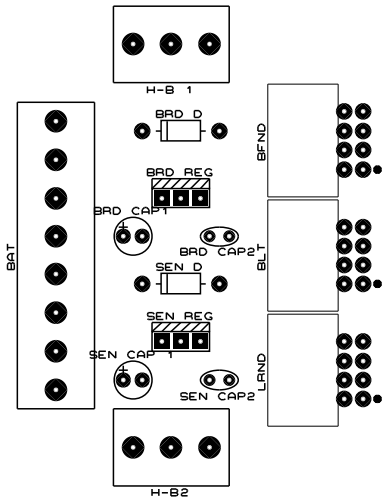 H-B 1
BRD D
BFND
BRD REG
BRD CAP1
BRD CAP2
BAT
BLT
SEN D
SEN REG
SEN CAP 1
LRND
SEN CAP2
H-B2